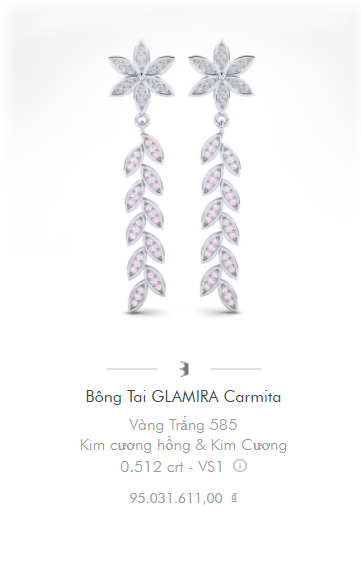 Bông Tai GLAMIRA Carmita
Vàng Trắng 585
Kim cương hồng & Kim Cương
0.512 crt - VS1
95.031.611,00 ₫